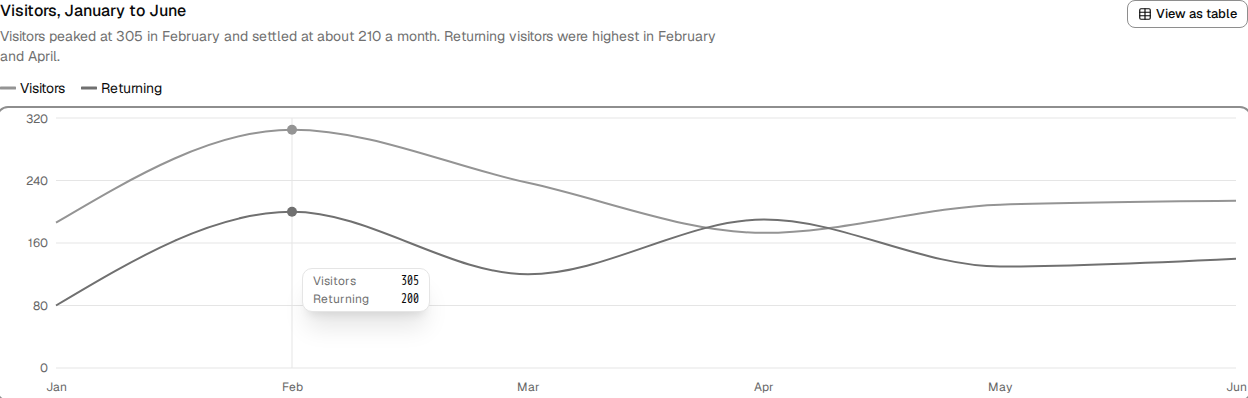 Visitors, January to June
View as table
Visitors peaked at 305 in February and settled at about 210 a month. Returning visitors were highest in February
and April.
Visitors
Returning
320
240
160
80
0
Visitors 305
Returning 200
Jan
Feb
Mar
Apr
May
Jun